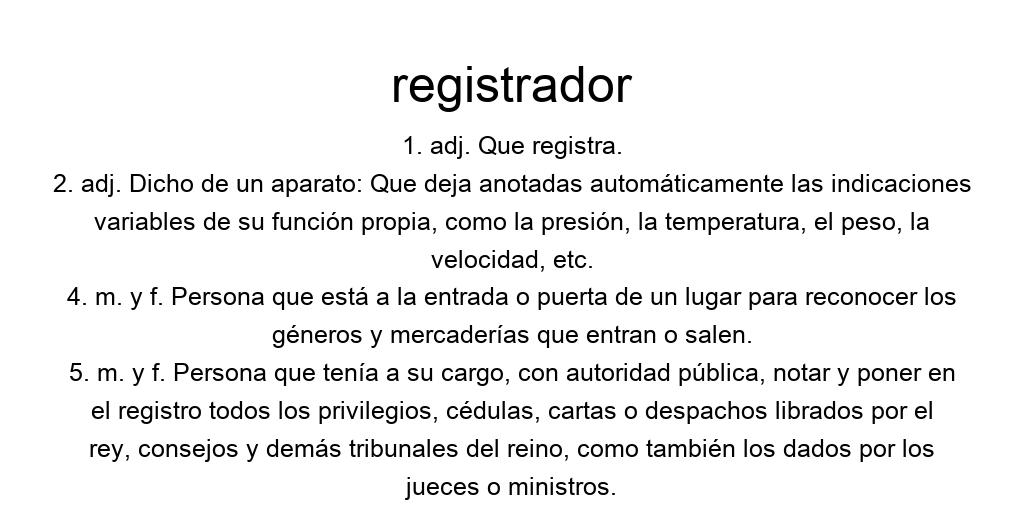 registrador
1. adj. Que registra.
2. adj. Dicho de un aparato: Que deja anotadas automáticamente las indicaciones
variables de su función propia, como la presión, la temperatura, el peso, la
velocidad, etc.
4. m. y f. Persona que está a la entrada o puerta de un lugar para reconocer los
géneros y mercaderías que entran o salen.
5. m. y f. Persona que tenía a su cargo, con autoridad pública, notar y poner en
el registro todos los privilegios, cédulas, cartas o despachos librados por el
rey, consejos y demás tribunales del reino, como también los dados por los
jueces o ministros.